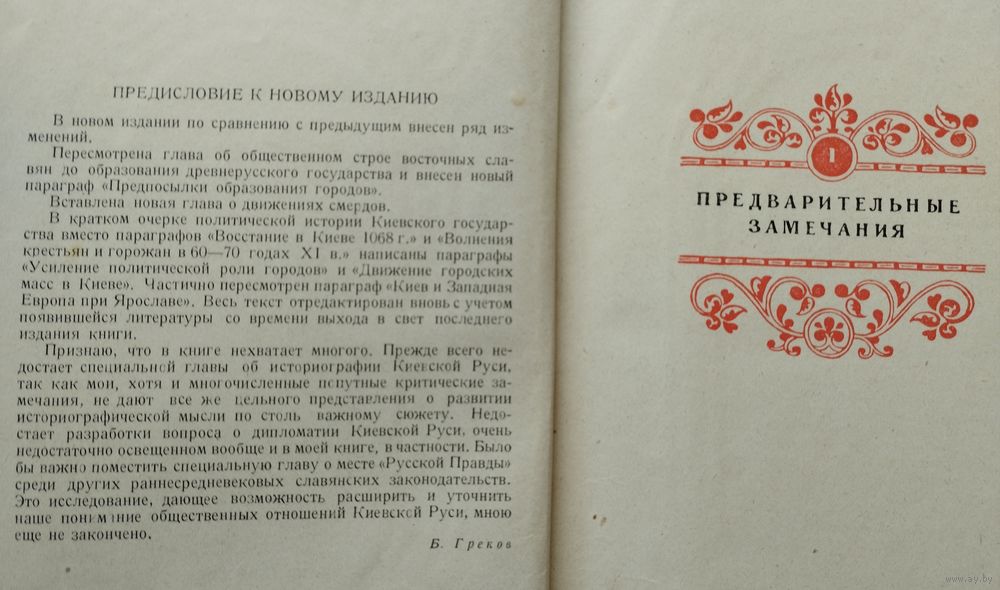 ПРЕДИСЛОВИЕ К НОВОМУ ИЗДАНИЮ
В новом издании по сравнению с предыдущим внесен ряд из-
менений.
Пересмотрена глава об общественном строе восточных сла-
вян до образования древнерусского государства и внесен новый
параграф «Предпосылки образования городов».
Вставлена новая глава о движениях смердов.
В кратком очерке политической истории Киевского государ-
ства вместо параграфов «Восстание в Киеве 1068 г.» и «Волнения
крестьян и горожан в 60—70 годах XI в.» написаны параграфы
«Усиление политической роли городов» и «Движение городских
масс в Киеве». Частично пересмотрен параграф «Киев и Западная
Европа при Ярославе». Весь текст отредактирован вновь с учетом
появившейся литературы со времени выхода в свет последнего
издания книги.
Признаю, что в книге нехватает многого. Прежде всего не-
достает специальной главы об историографии Киевской Руси,
так как мои, хотя и многочисленные попутные критические за-
мечания, не дают все же цельного представления о развитии
историографической мысли по столь важному сюжету. Недо-
стает разработки вопроса о дипломатии Киевской Руси, очень
недостаточно освещенном вообще и в моей книге, в частности. Было
бы важно поместить специальную главу о месте «Русской Правды»
среди других раннесредневековых славянских законодательств.
Это исследование, дающее возможность расширить и уточнить
наше понимание общественных отношений Киевской Руси, мною
еще не закончено.
Б. Греков
I
ПРЕДВАРИТЕЛЬНЫЕ
ЗАМЕЧАНИЯ
www.ay.by